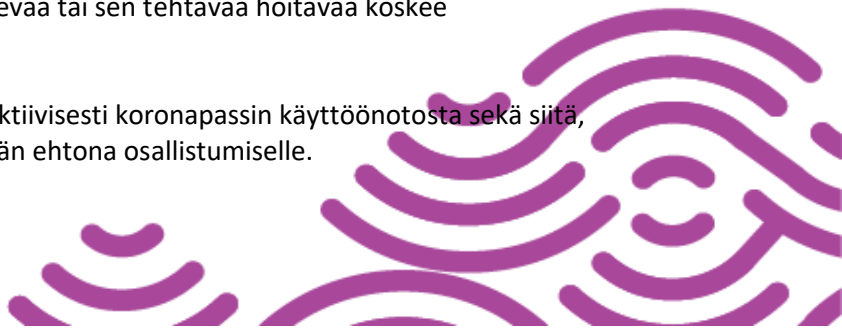 evaa tai sen tehtävää hoitavaa koskee
ktiivisesti koronapassin käyttöönotosta sekä siitä,
än ehtona osallistumiselle.